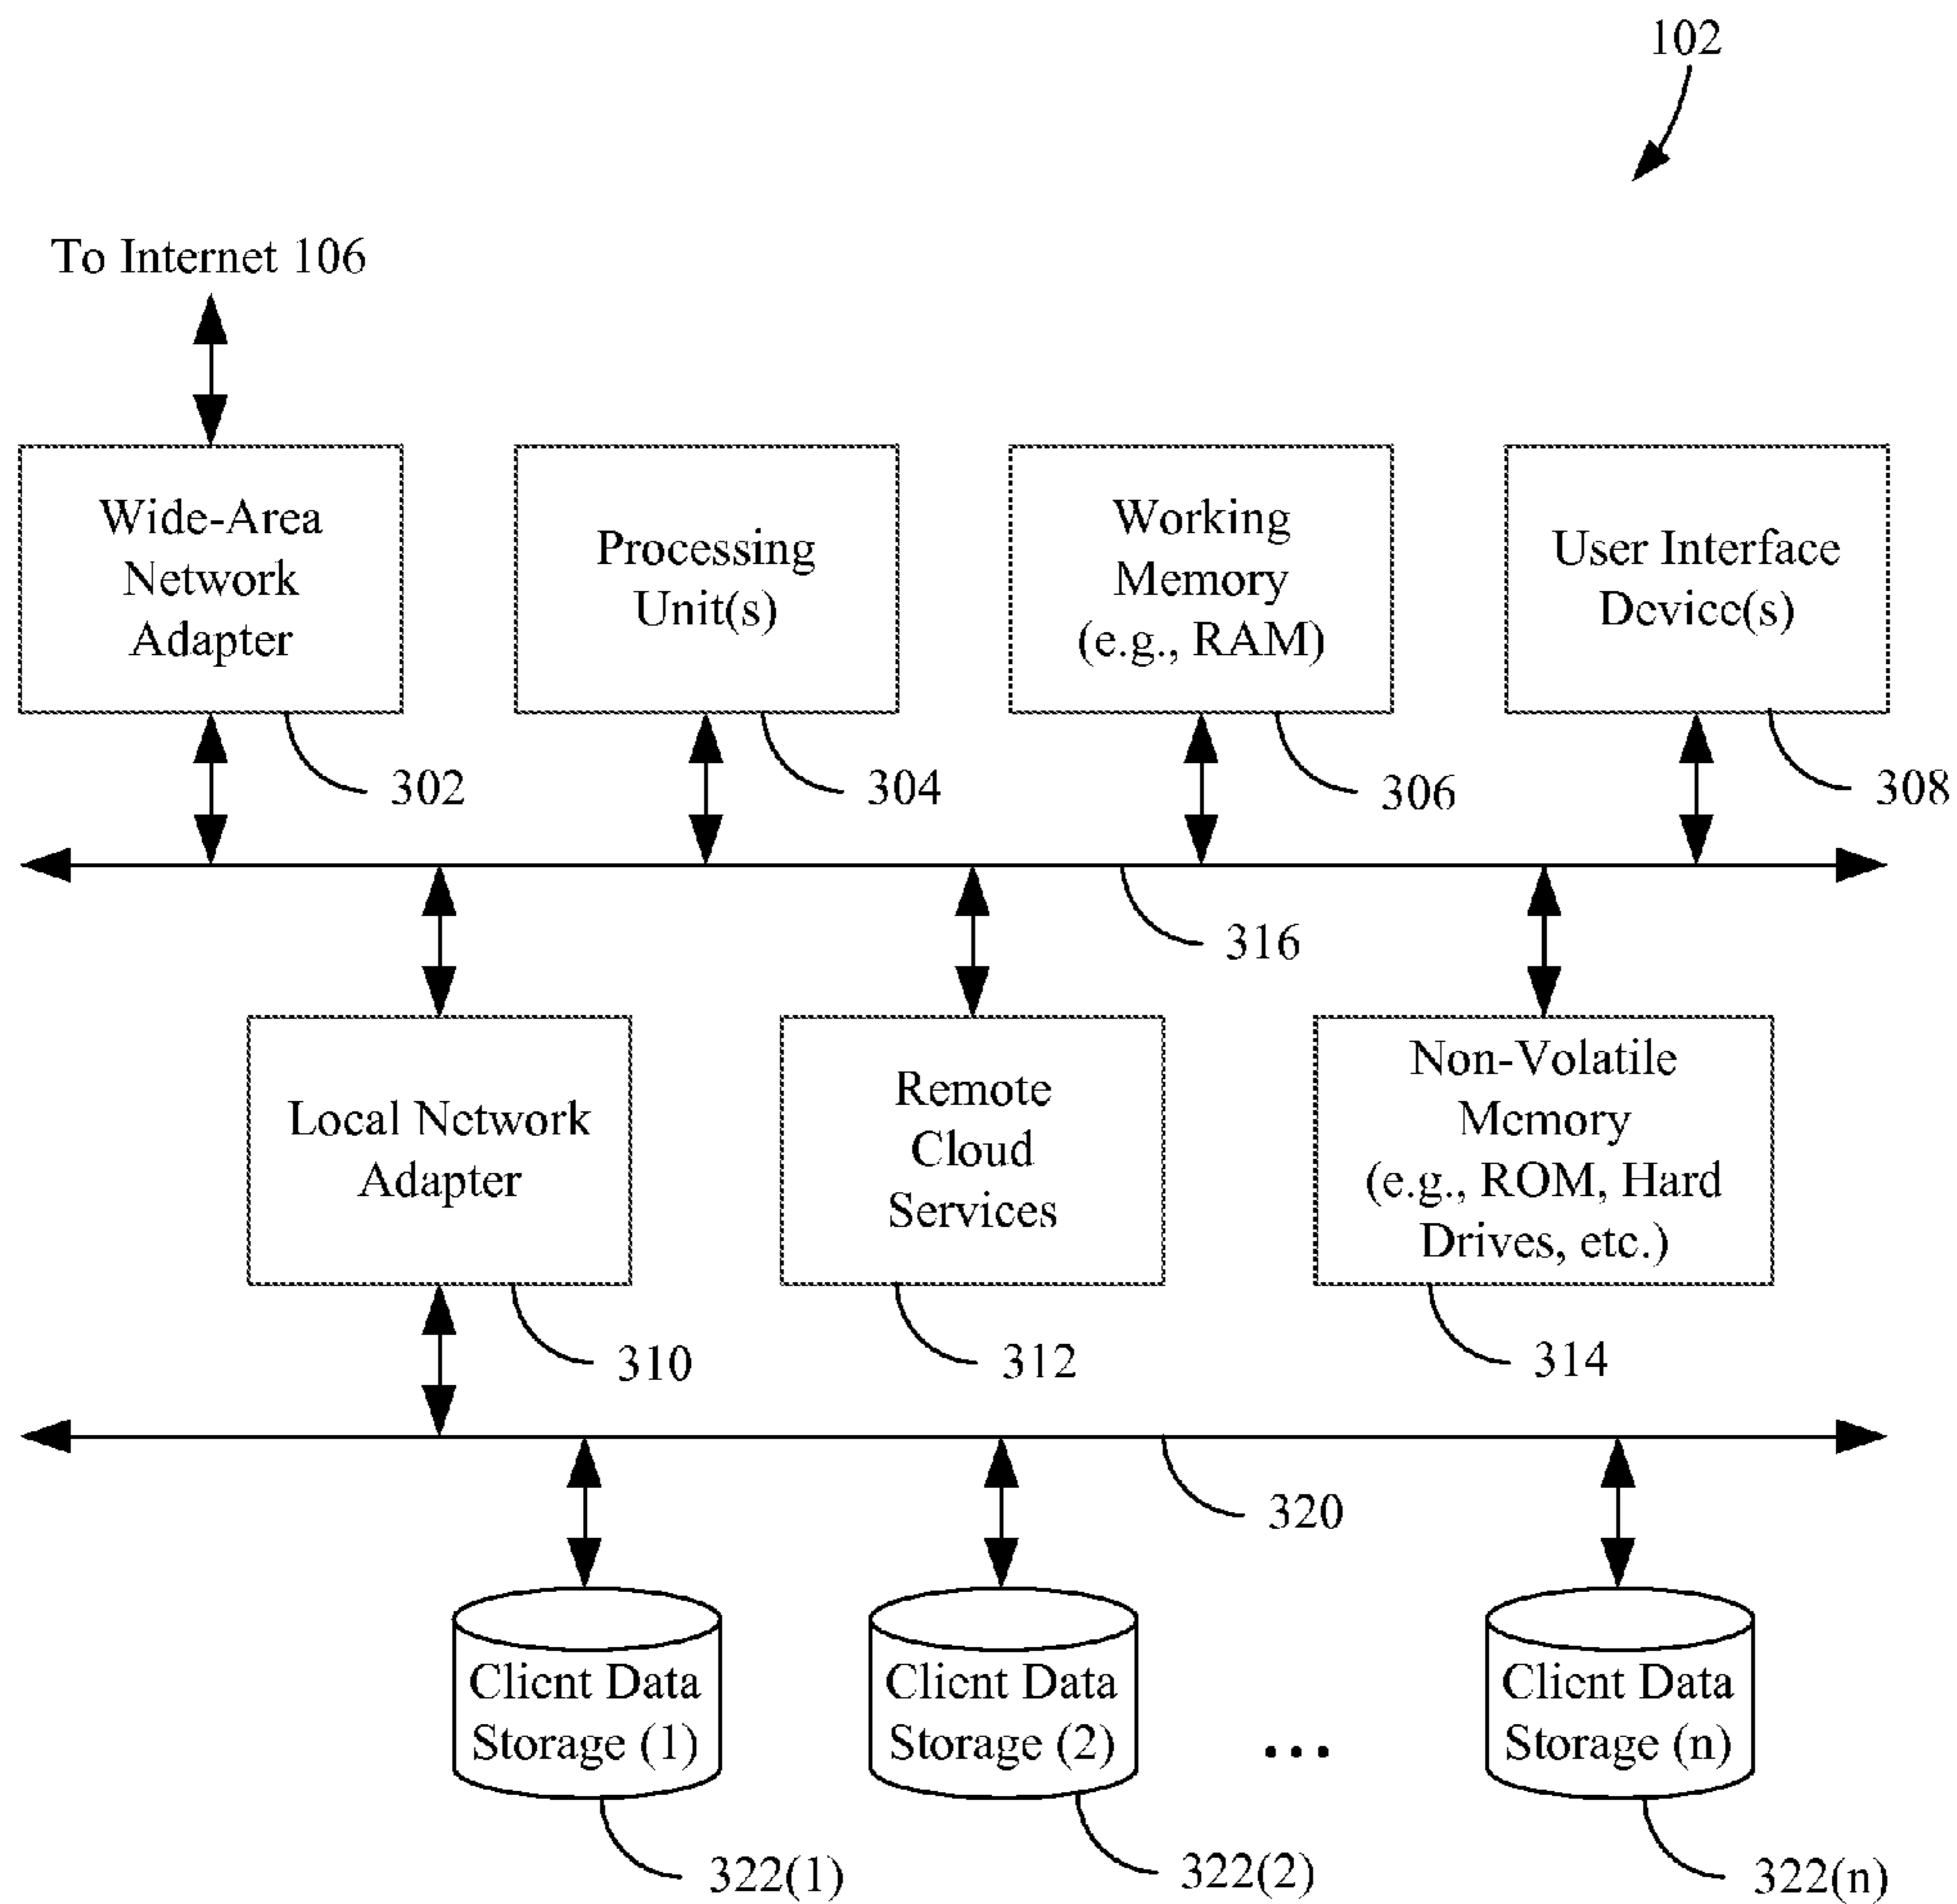 102
To Internet 106
Wide-Area
Network
Adapter
Processing
Unit(s)
Working
Memory
(e.g., RAM)
User Interface
Device(s)
302
304
306
308
316
Local Network
Adapter
Remote
Cloud
Services
Non-Volatile
Memory
(e.g., ROM, Hard
Drives, etc.)
310
312
314
320
Client Data
Storage (1)
Client Data
Storage (2)
...
Client Data
Storage (n)
322(1)
322(2)
322(n)